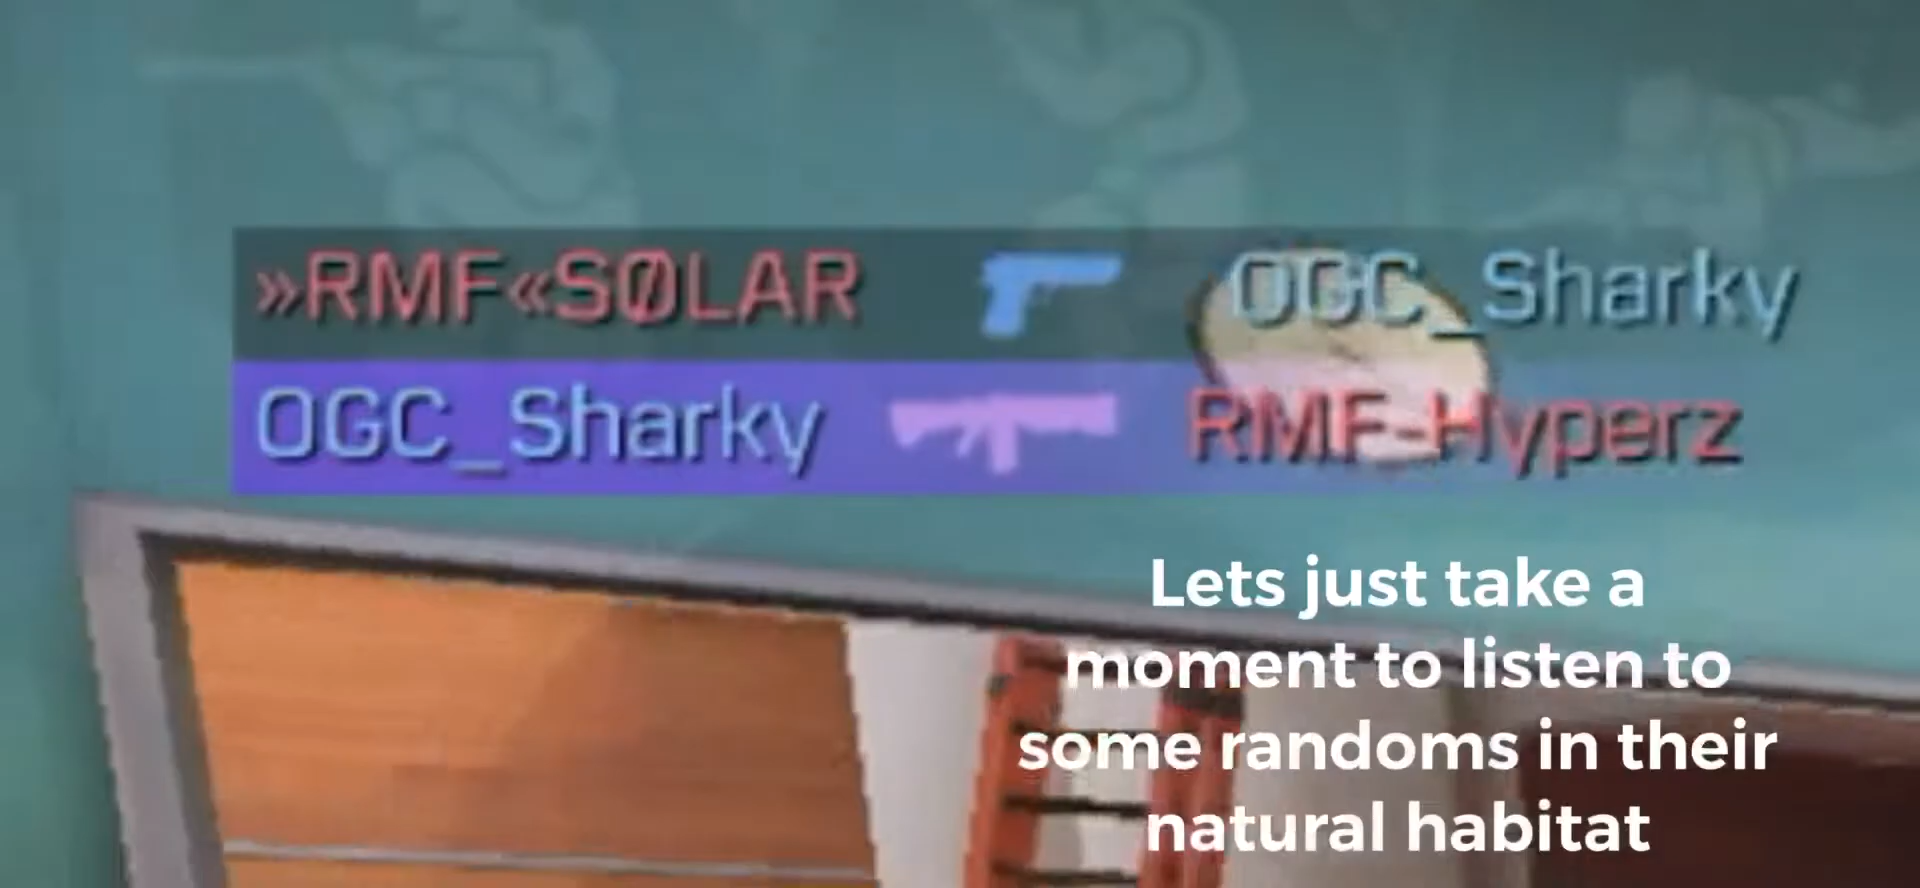 »RMF«SØLAR OGC_Sharky
OGC_Sharky RMF-Hyperz
Lets just take a
moment to listen to
some randoms in their
natural habitat